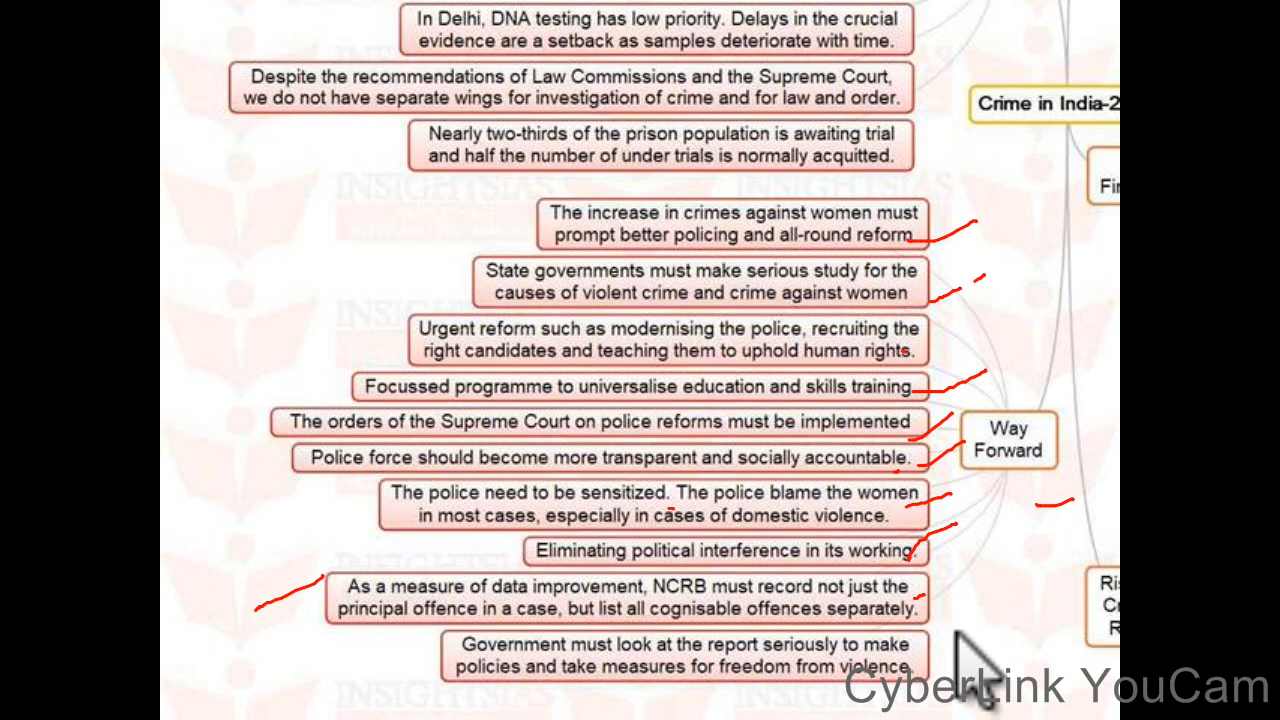 In Delhi, DNA testing has low priority. Delays in the crucial
evidence are a setback as samples deteriorate with time.
Despite the recommendations of Law Commissions and the Supreme Court,
we do not have separate wings for investigation of crime and for law and order.
Crime in India-2
Nearly two-thirds of the prison population is awaiting trial
and half the number of under trials is normally acquitted.
INSIGHTSIAS
INSIGHTSIAS
The increase in crimes against women must
prompt better policing and all-round reform
State governments must make serious study for the
causes of violent crime and crime against women
Urgent reform such as modernising the police, recruiting the
right candidates and teaching them to uphold human rights.
Focussed programme to universalise education and skills training
The orders of the Supreme Court on police reforms must be implemented
Police force should become more transparent and socially accountable.
Way
Forward
The police need to be sensitized. The police blame the women
in most cases, especially in cases of domestic violence.
Eliminating political interference in its working.
As a measure of data improvement, NCRB must record not just the
principal offence in a case, but list all cognisable offences separately.
Government must look at the report seriously to make
policies and take measures for freedom from violence.
CyberLink YouCam